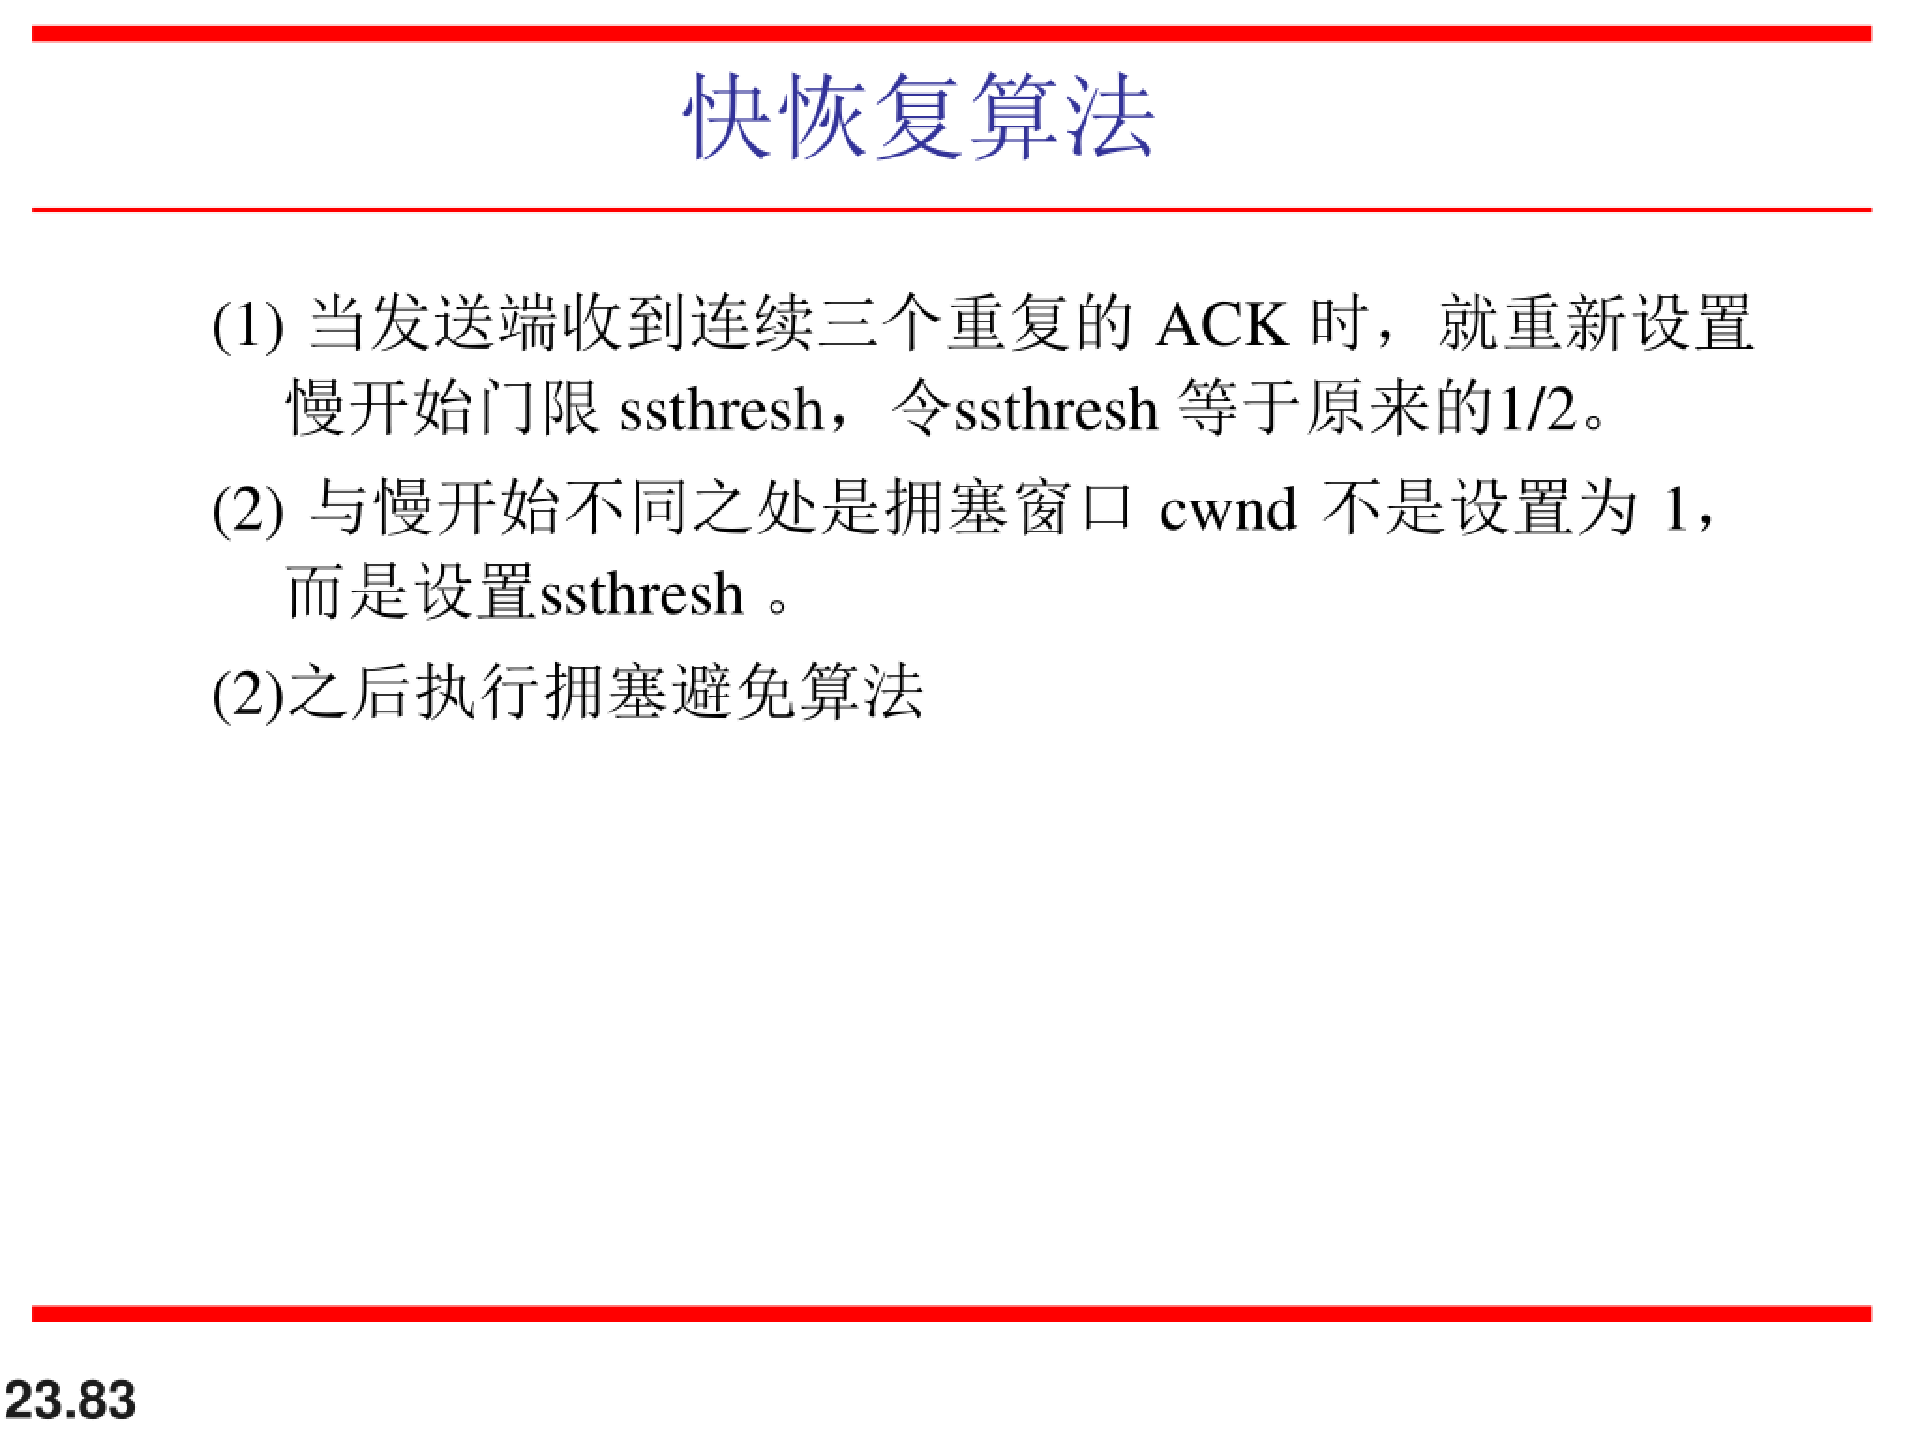 快恢复算法
(1) 当发送端收到连续三个重复的 ACK 时，就重新设置
慢开始门限 ssthresh，令ssthresh 等于原来的1/2。
(2) 与慢开始不同之处是拥塞窗口 cwnd 不是设置为 1，
而是设置ssthresh 。
(2)之后执行拥塞避免算法
23.83